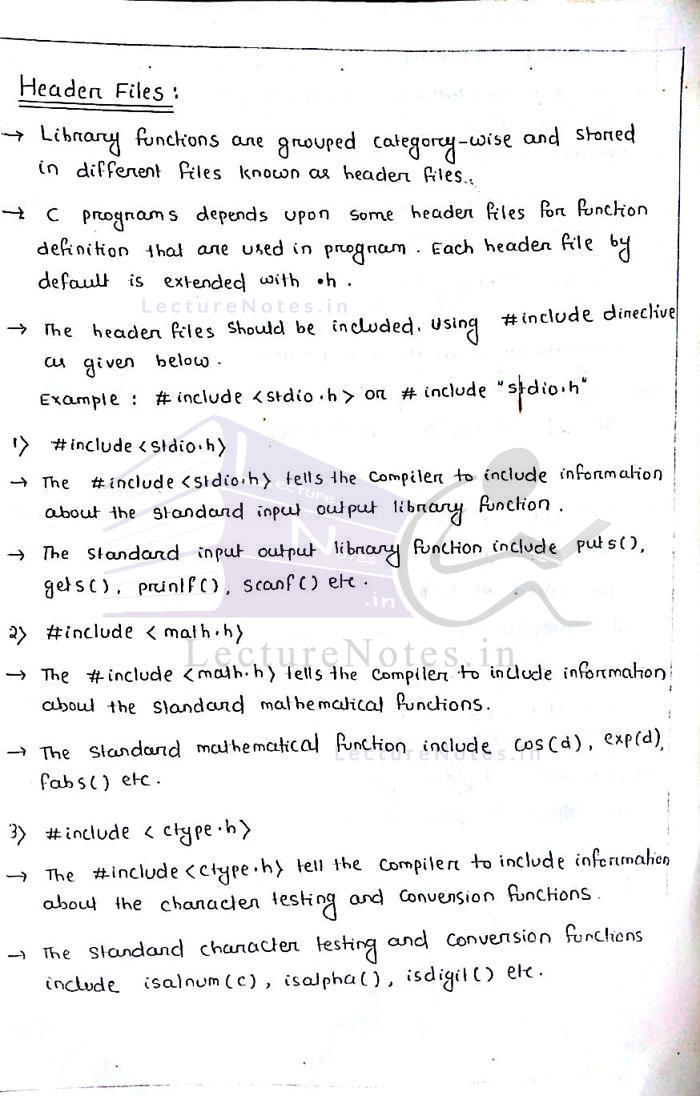 Header Files :
→ Library functions are grouped category-wise and stored
in different files known as header files.
→ C programs depends upon some header files for function
definition that are used in program. Each header file by
default is extended with .h.
LectureNotes.in
→ The header files should be included. using #include directive
as given below.
Example : #include <stdio.h> or #include "stdio.h"
1> #include <stdio.h>
→ The #include <stdio.h> tells the compiler to include information
about the standard input output library function.
→ The standard input output library function include puts(),
gets(), printf(), scanf() etc.
2> #include <math.h>
LectureNotes.in
→ The #include <math.h> tells the compiler to include information
about the standard mathematical functions.
→ The standard mathematical function include cos(d), exp(d),
LectureNotes.in
fabs() etc.
3> #include <ctype.h>
→ The #include <ctype.h> tell the compiler to include information
about the character testing and conversion functions.
→ The standard character testing and conversion functions
include isalnum(c), isalpha(), isdigit() etc.